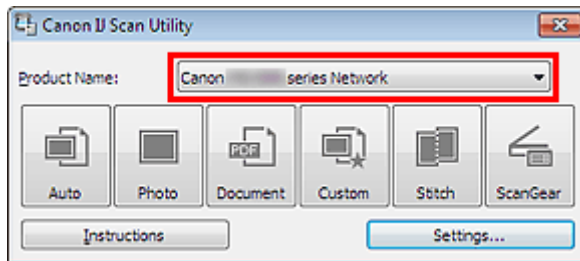 Canon IJ Scan Utility
Product Name: Canon series Network
PDF
Auto Photo Document Custom Stitch ScanGear
Instructions Settings...